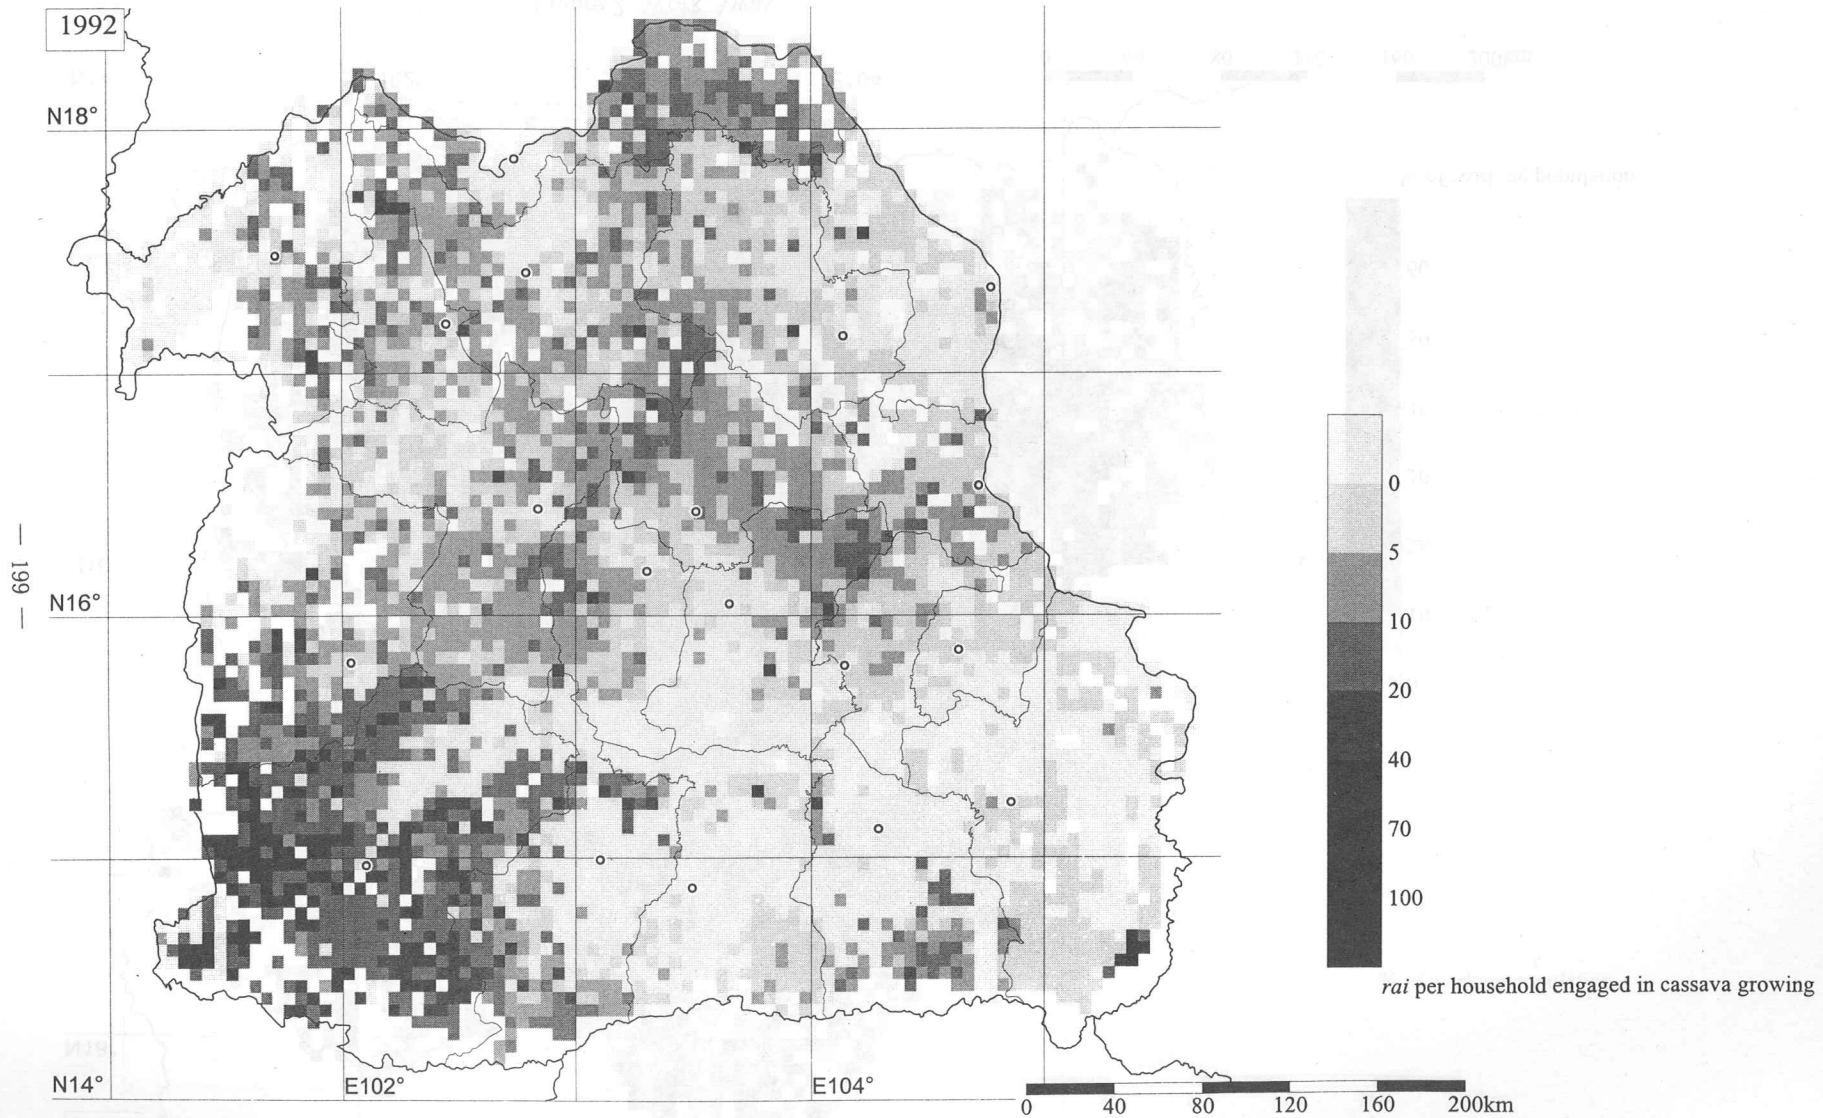 1992
N18°
N16°
N14°
E102°
E104°
— 199 —
0
5
10
20
40
70
100
rai per household engaged in cassava growing
0 40 80 120 160 200km